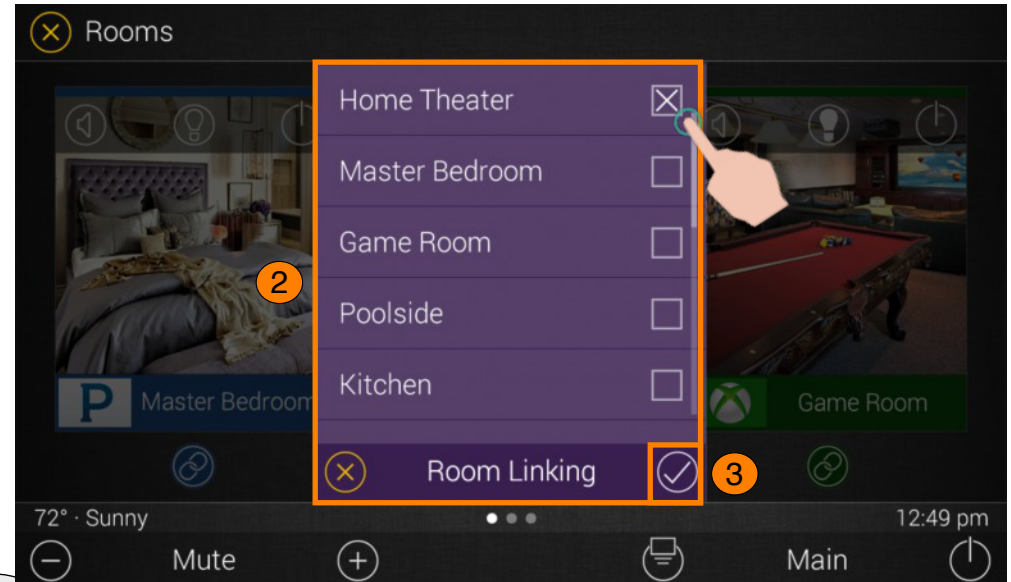 Rooms
Home Theater
Master Bedroom
Game Room
2
Poolside
Kitchen
P Master Bedroom
Game Room
Room Linking
3
72° · Sunny
12:49 pm
Mute
Main